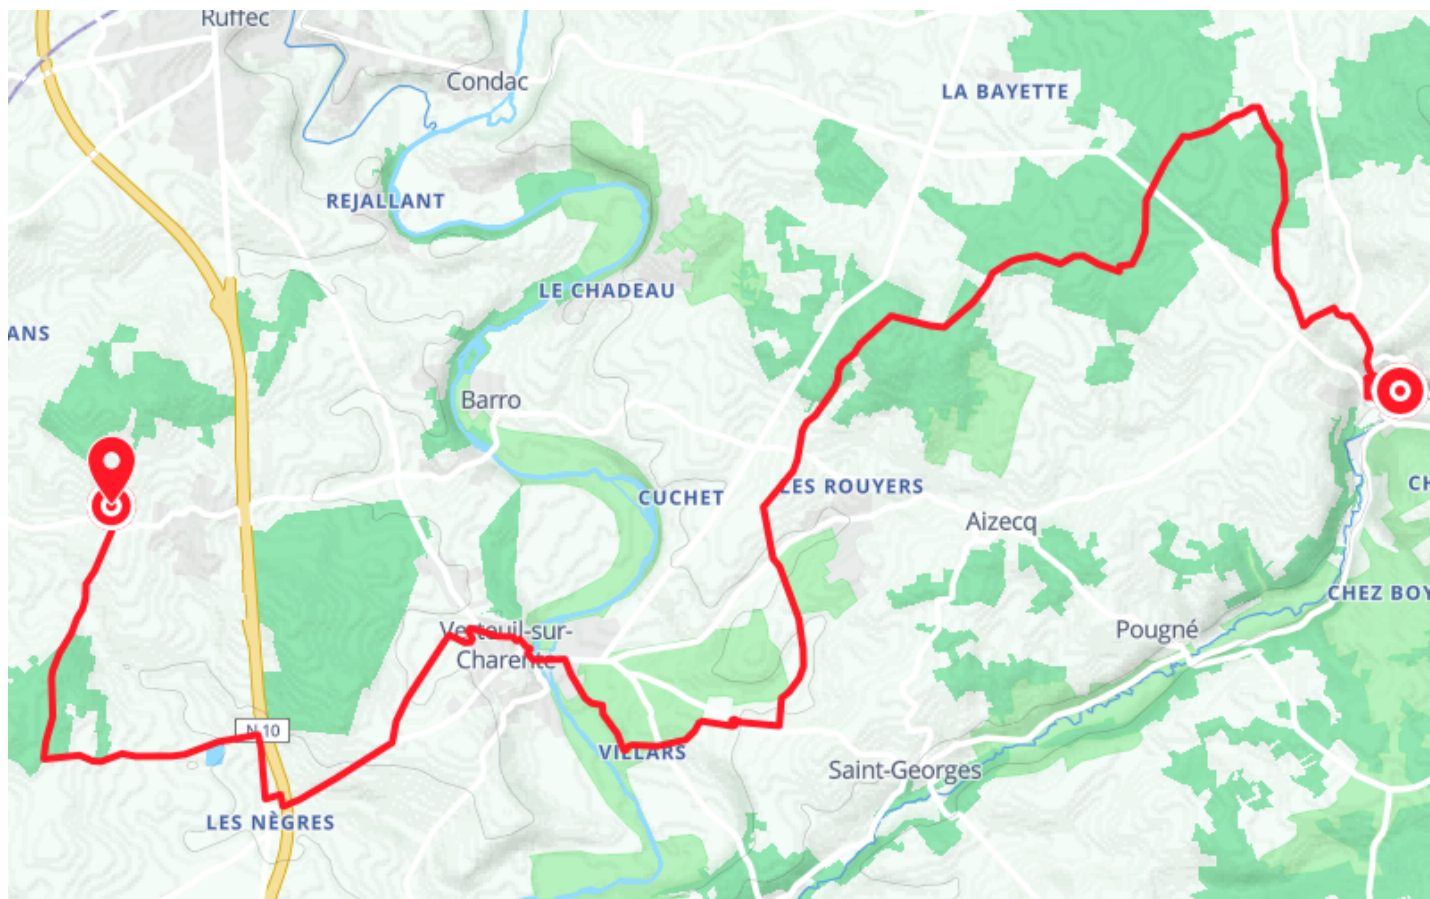 Ruffec
Condac
LA BAYETTE
REJALLANT
LE CHADEAU
ANS
Barro
CUCHET
LES ROUYERS
CH
Aizecq
CHEZ BOY
Pougné
Verteuil-sur-
Charente
N 10
VILLARS
Saint-Georges
LES NÈGRES